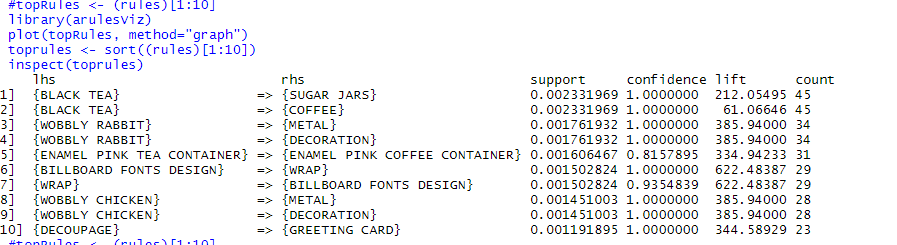 #topRules <- (rules)[1:10]
library(arulesViz)
plot(topRules, method="graph")
toprules <- sort((rules)[1:10])
inspect(toprules)
lhs rhs support confidence lift count
1] {BLACK TEA} => {SUGAR JARS} 0.002331969 1.0000000 212.05495 45
2] {BLACK TEA} => {COFFEE} 0.002331969 1.0000000 61.06646 45
3] {WOBBLY RABBIT} => {METAL} 0.001761932 1.0000000 385.94000 34
4] {WOBBLY RABBIT} => {DECORATION} 0.001761932 1.0000000 385.94000 34
5] {ENAMEL PINK TEA CONTAINER} => {ENAMEL PINK COFFEE CONTAINER} 0.001606467 0.8157895 334.94233 31
6] {BILLBOARD FONTS DESIGN} => {WRAP} 0.001502824 1.0000000 622.48387 29
7] {WRAP} => {BILLBOARD FONTS DESIGN} 0.001502824 0.9354839 622.48387 29
8] {WOBBLY CHICKEN} => {METAL} 0.001451003 1.0000000 385.94000 28
9] {WOBBLY CHICKEN} => {DECORATION} 0.001451003 1.0000000 385.94000 28
10] {DECOUPAGE} => {GREETING CARD} 0.001191895 1.0000000 344.58929 23
#topRules <- (rules)[1:10]